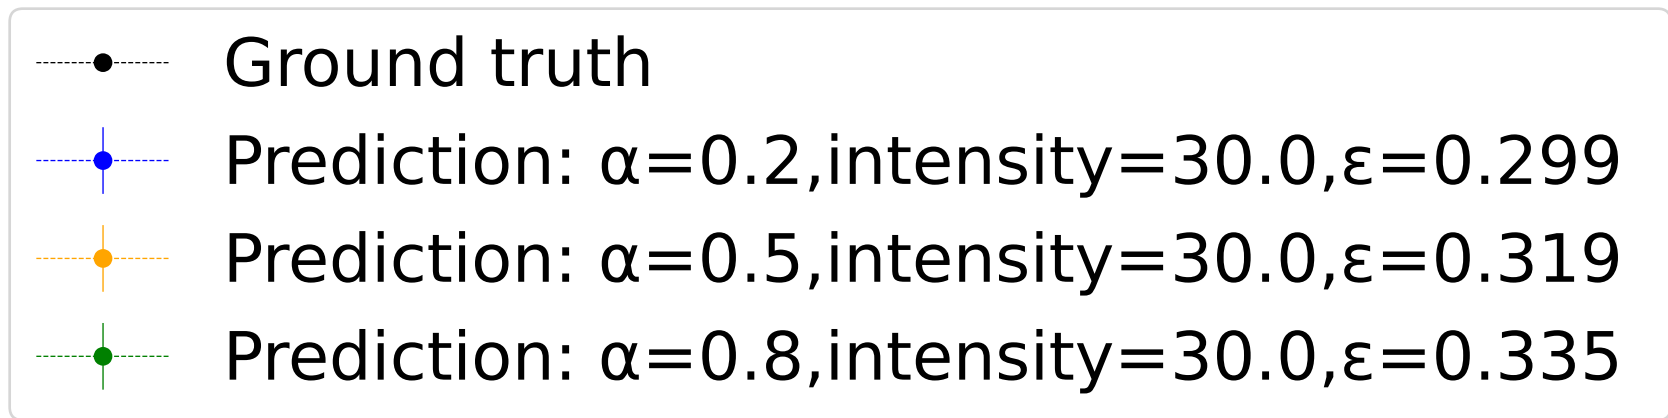 Ground truth
Prediction: α=0.2,intensity=30.0,ε=0.299
Prediction: α=0.5,intensity=30.0,ε=0.319
Prediction: α=0.8,intensity=30.0,ε=0.335